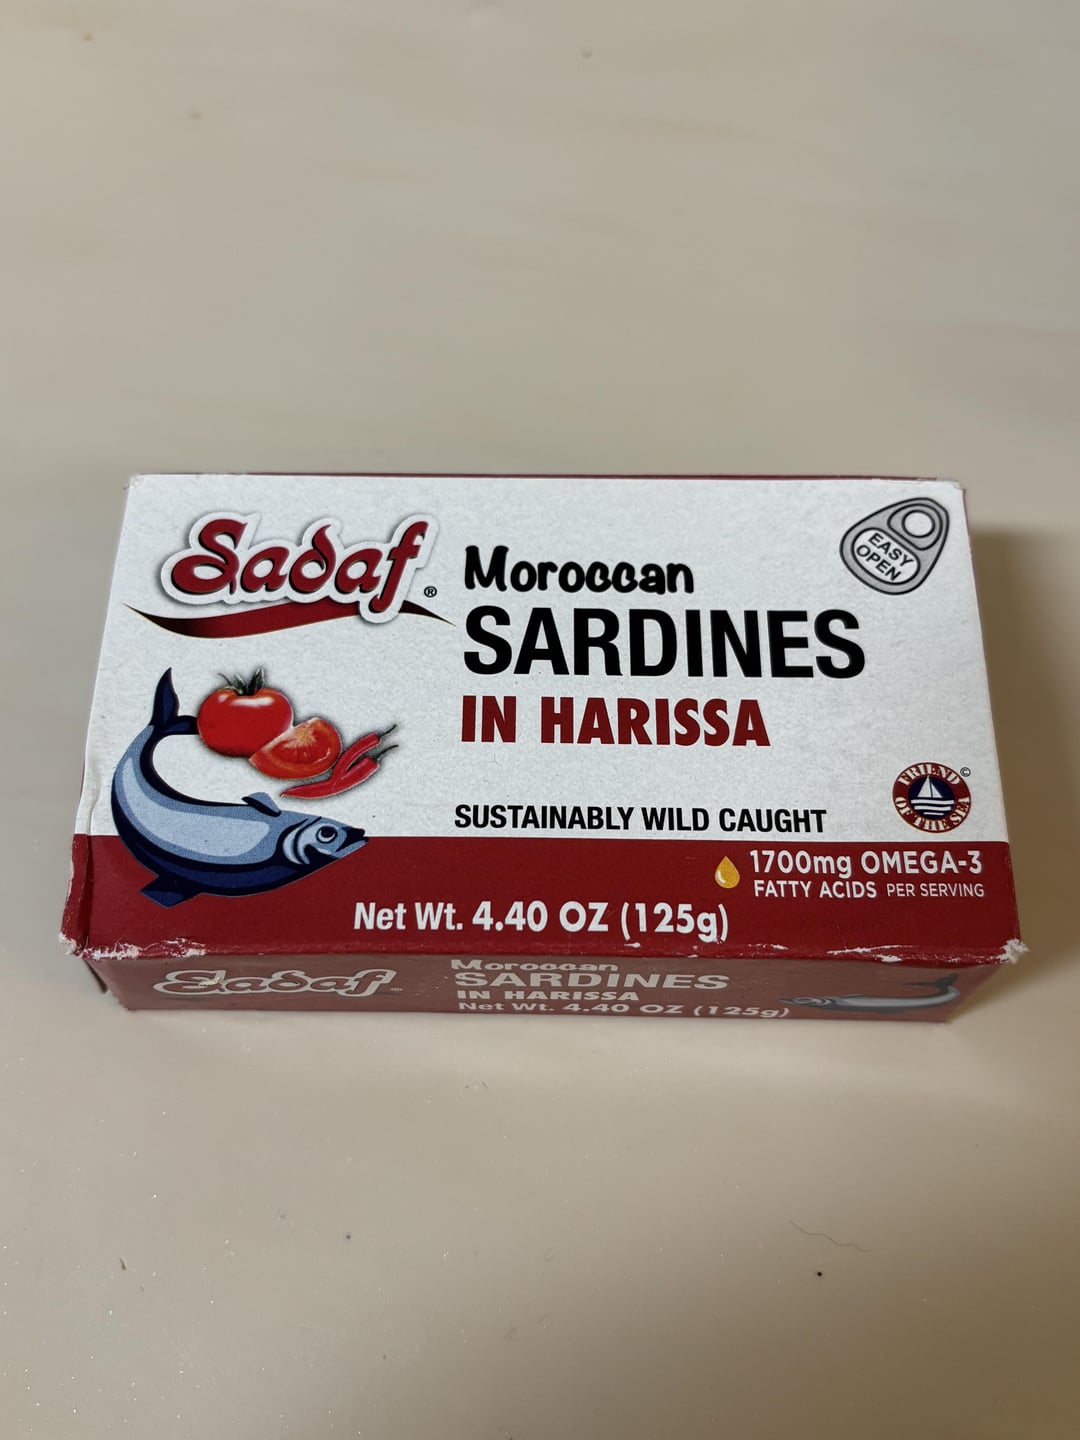 Sadaf®
Moroccan
SARDINES
IN HARISSA
EASY
OPEN
SUSTAINABLY WILD CAUGHT
FRIEND
OF THE SEA
©
1700mg OMEGA-3
FATTY ACIDS PER SERVING
Net Wt. 4.40 OZ (125g)
Sadaf®
Moroccan
SARDINES
IN HARISSA
Net Wt. 4.40 OZ (125g)